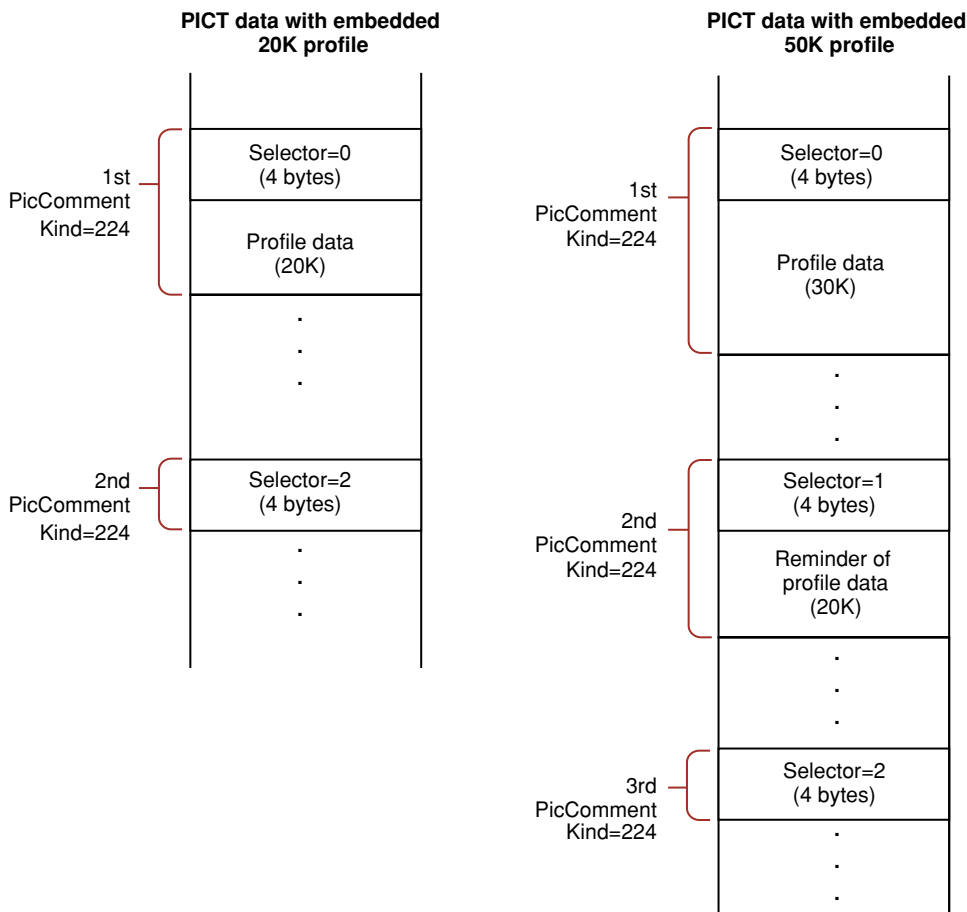 PICT data with embedded
20K profile
1st
PicComment
Kind=224
Selector=0
(4 bytes)
Profile data
(20K)
.
.
.
2nd
PicComment
Kind=224
Selector=2
(4 bytes)
.
.
.
PICT data with embedded
50K profile
1st
PicComment
Kind=224
Selector=0
(4 bytes)
Profile data
(30K)
.
.
.
2nd
PicComment
Kind=224
Selector=1
(4 bytes)
Reminder of
profile data
(20K)
.
.
.
3rd
PicComment
Kind=224
Selector=2
(4 bytes)
.
.
.